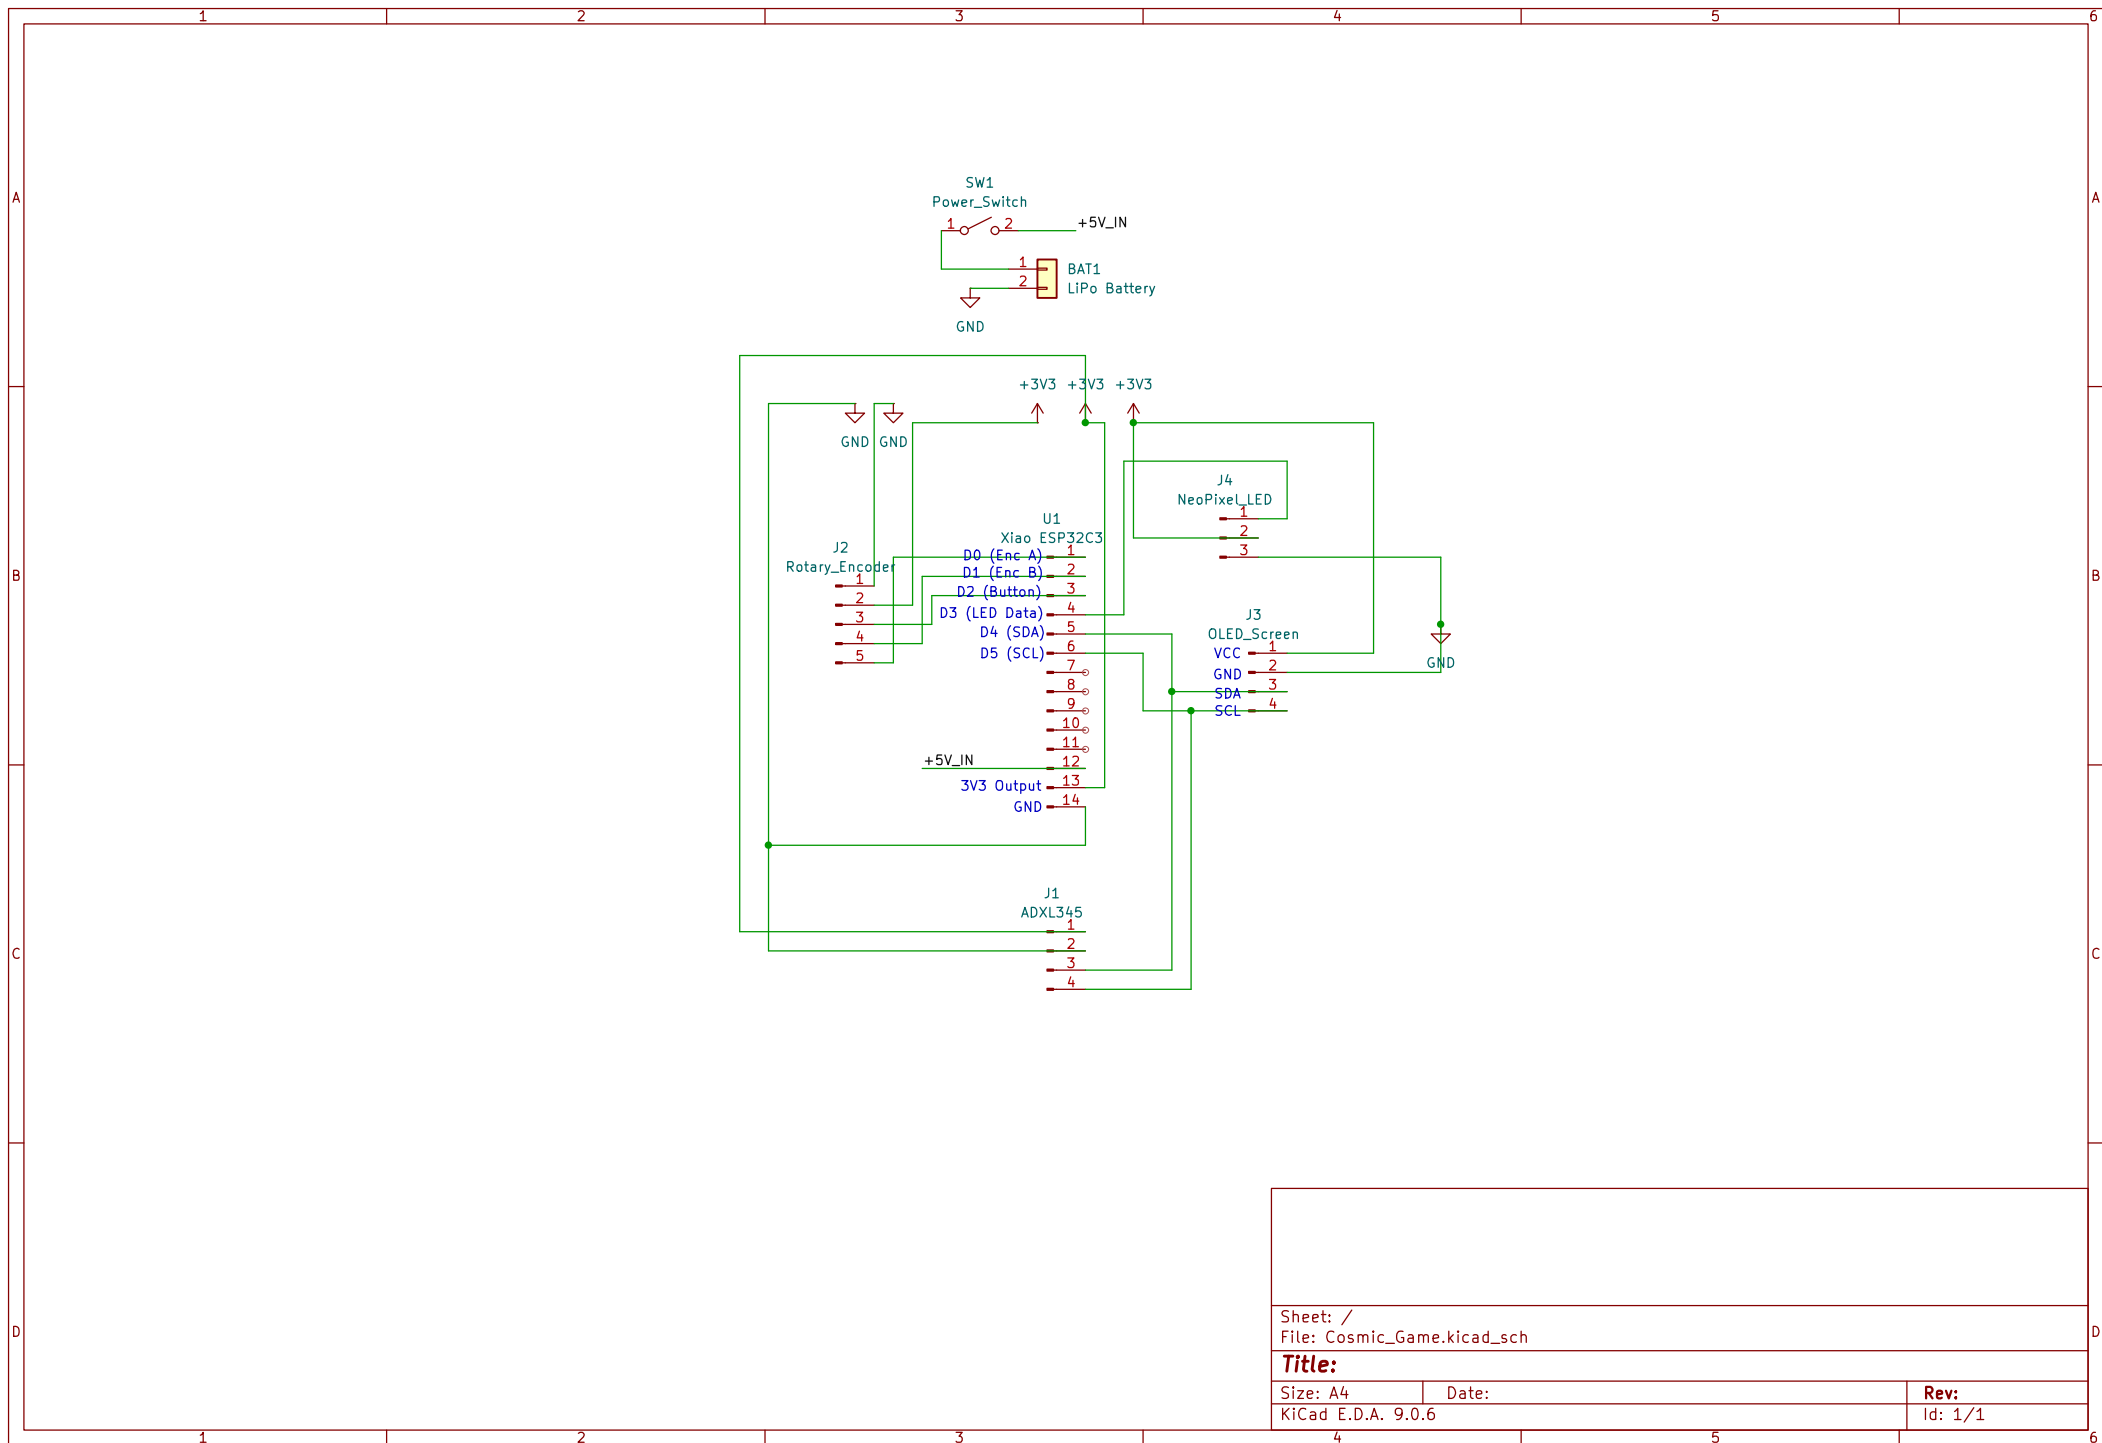 1 2 3 4 5 6
A A
SW1
Power_Switch
1 2 +5V_IN
1 BAT1
2 LiPo Battery
GND
+3V3 +3V3 +3V3
GND GND
J4
NeoPixel_LED
1
2
3
U1
Xiao ESP32C3
D0 (Enc A) 1
D1 (Enc B) 2
D2 (Button) 3
D3 (LED Data) 4
D4 (SDA) 5
D5 (SCL) 6
7
8
9
10
11
+5V_IN 12
3V3 Output 13
GND 14
J2
Rotary_Encoder
1
2
3
4
5
B B
J3
OLED_Screen
VCC 1
GND 2
SDA 3
SCL 4
GND
J1
ADXL345
1
2
3
4
C C
Sheet: /
File: Cosmic_Game.kicad_sch
Title:
Size: A4 Date: Rev:
KiCad E.D.A. 9.0.6 Id: 1/1
D D
1 2 3 4 5 6